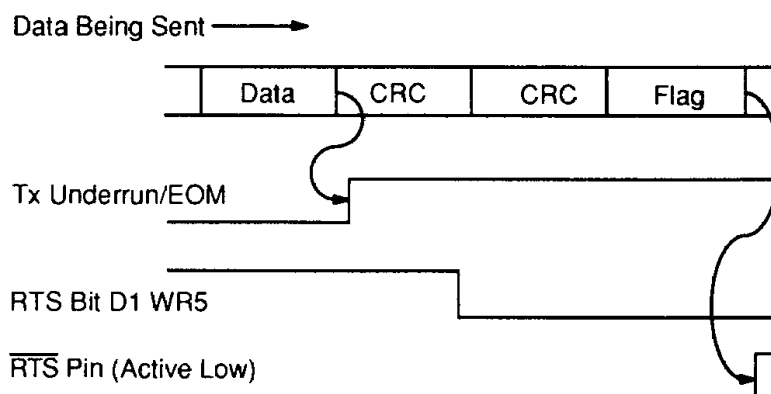 Data Being Sent
Data CRC CRC Flag
Tx Underrun/EOM
RTS Bit D1 WR5
RTS Pin (Active Low)